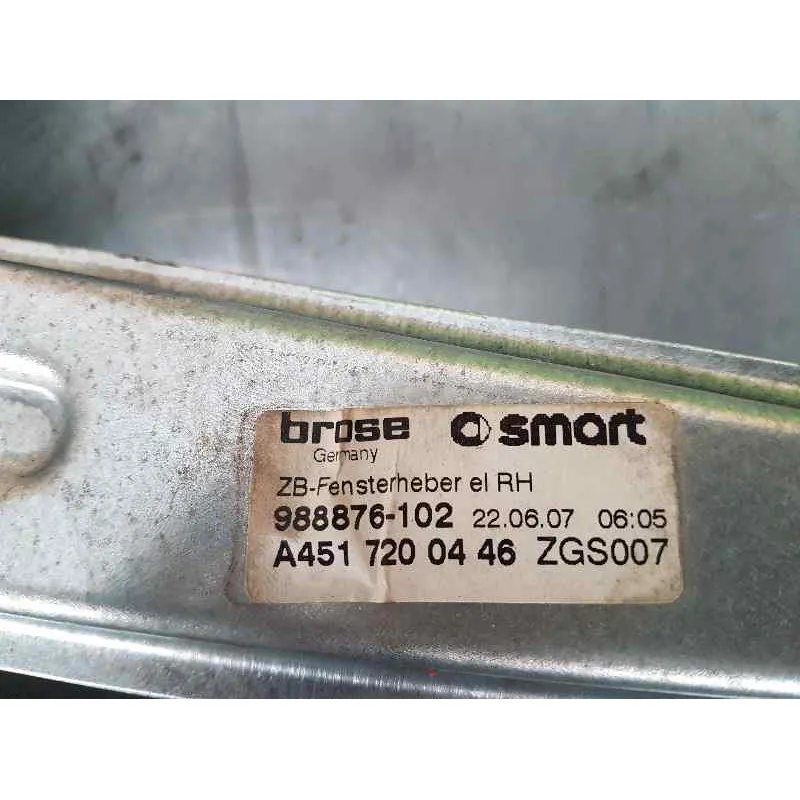 brose smart
Germany
ZB-Fensterheber el RH
988876-102 22.06.07 06:05
A451 720 04 46 ZGS007